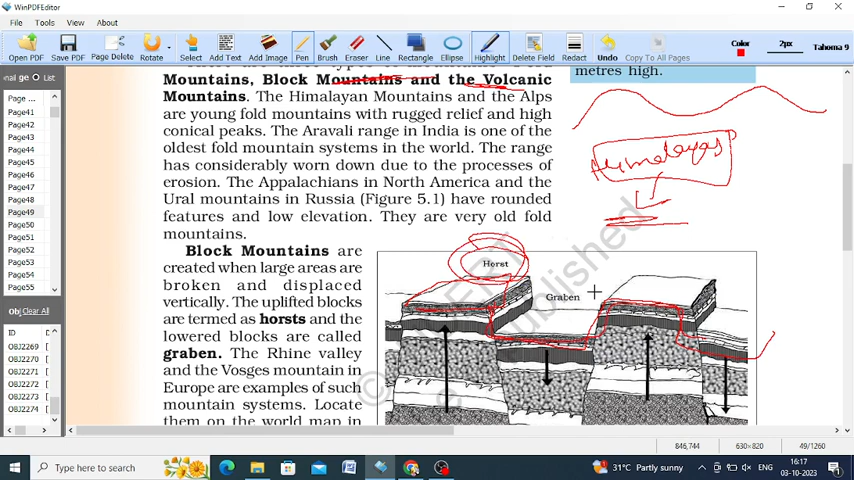 WinPDFEditor
File Tools View About
Open PDF Save PDF Page Delete Rotate Select Add Text Add Image Pen Brush Eraser Line Rectangle Ellipse Highlight Delete Field Redact Undo Copy To All Pages Color 2px Tahoma 9
nail ge List
Page ...
Page41
Page42
Page43
Page44
Page45
Page46
Page47
Page48
Page49
Page50
Page51
Page52
Page53
Page54
Page55
Obj Clear All
ID D
OBJ2269 [
OBJ2270 [
OBJ2271 [
OBJ2272 [
OBJ2273 [
OBJ2274 [
Mountains, Block Mountains and the Volcanic
Mountains. The Himalayan Mountains and the Alps
are young fold mountains with rugged relief and high
conical peaks. The Aravali range in India is one of the
oldest fold mountain systems in the world. The range
has considerably worn down due to the processes of
erosion. The Appalachians in North America and the
Ural mountains in Russia (Figure 5.1) have rounded
features and low elevation. They are very old fold
mountains.
Block Mountains are
created when large areas are
broken and displaced
vertically. The uplifted blocks
are termed as horsts and the
lowered blocks are called
graben. The Rhine valley
and the Vosges mountain in
Europe are examples of such
mountain systems. Locate
them on the world map in
metres high.
Himalayas
Horst
Graben
846,744 630×820 49/1260
Type here to search
31°C Partly sunny
ENG
16:17
03-10-2023